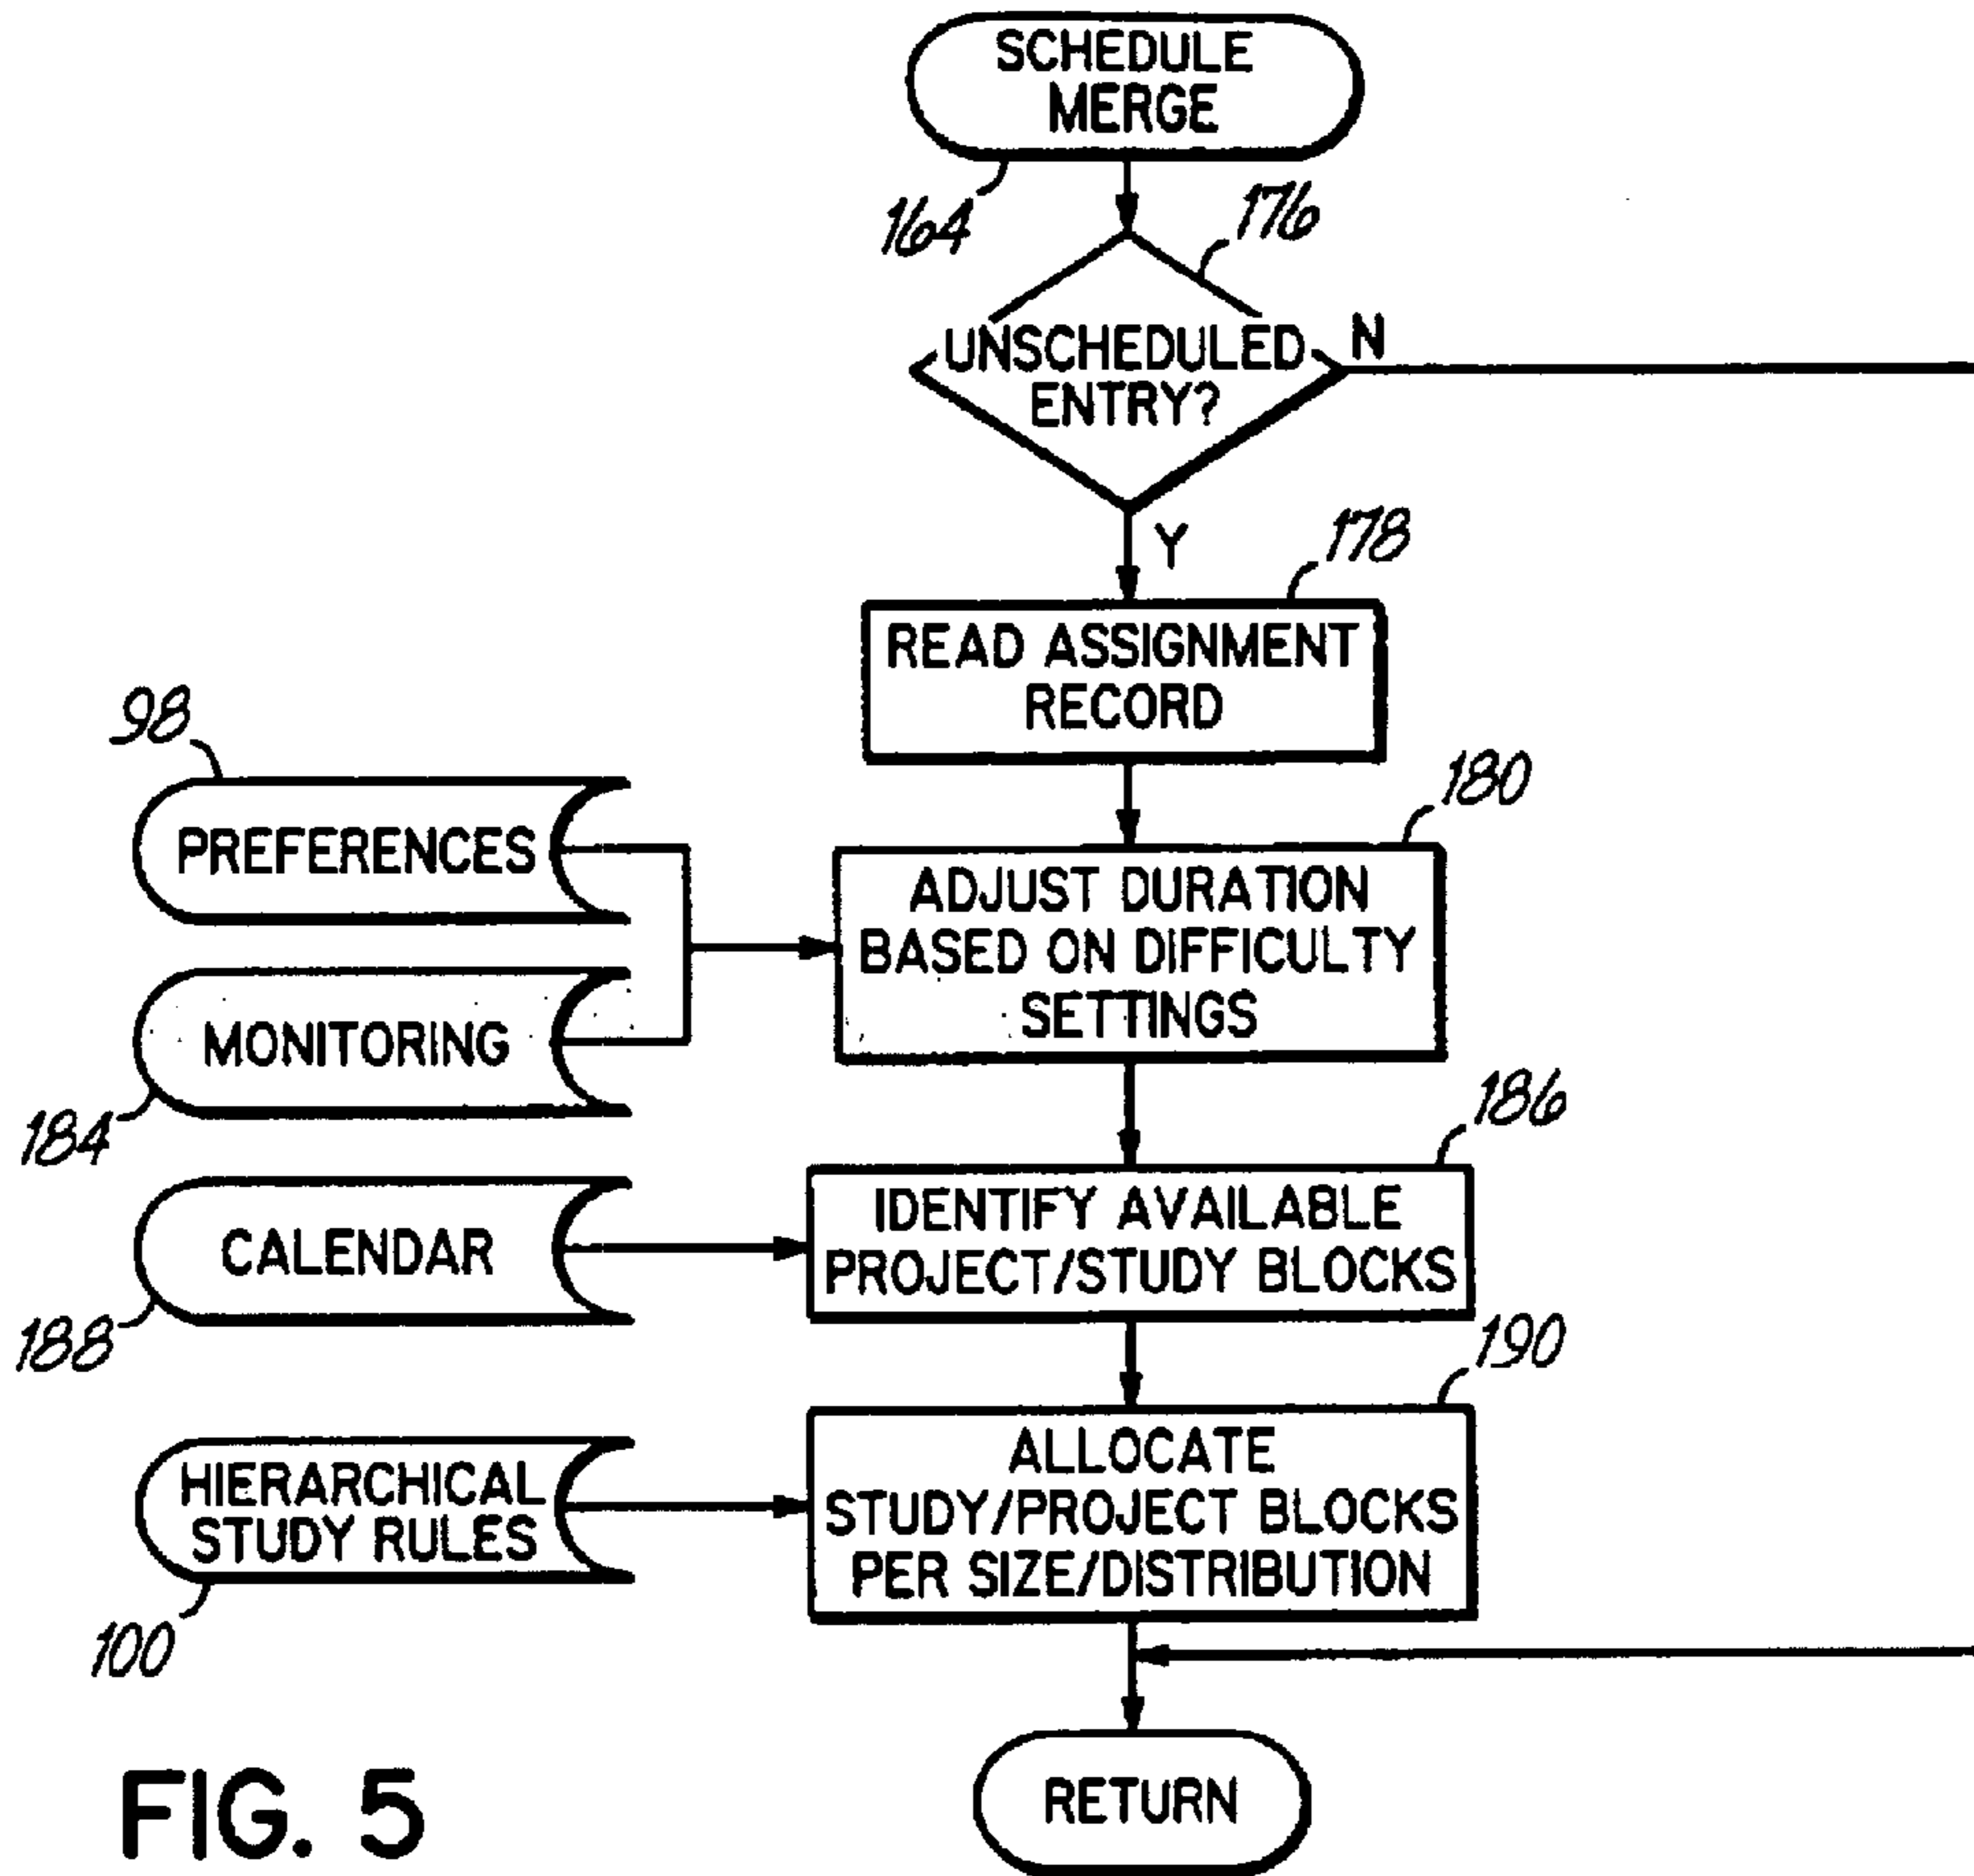 SCHEDULE
MERGE
164
176
UNSCHEDULED
ENTRY?
N
Y
178
READ ASSIGNMENT
RECORD
98
PREFERENCES
180
ADJUST DURATION
BASED ON DIFFICULTY
SETTINGS
MONITORING
184
186
IDENTIFY AVAILABLE
PROJECT/STUDY BLOCKS
CALENDAR
188
190
ALLOCATE
STUDY/PROJECT BLOCKS
PER SIZE/DISTRIBUTION
HIERARCHICAL
STUDY RULES
100
RETURN
FIG. 5